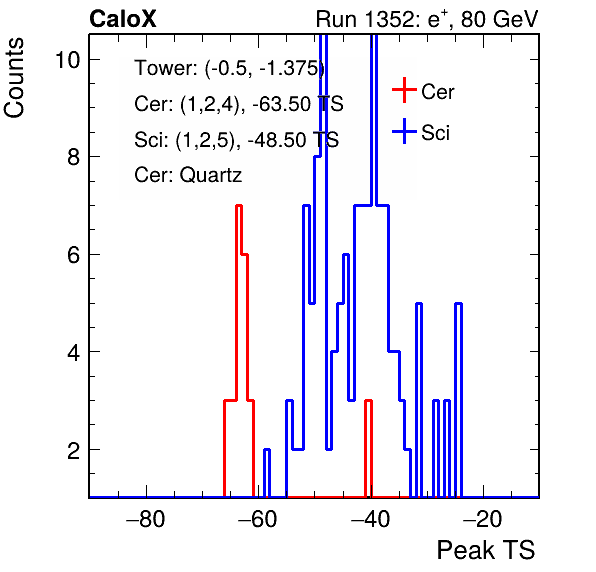 CaloX Run 1352: e⁺, 80 GeV
Counts
10
8
6
4
2
Tower: (-0.5, -1.375)
Cer: (1,2,4), -63.50 TS
Sci: (1,2,5), -48.50 TS
Cer: Quartz
Cer
Sci
−80 −60 −40 −20
Peak TS